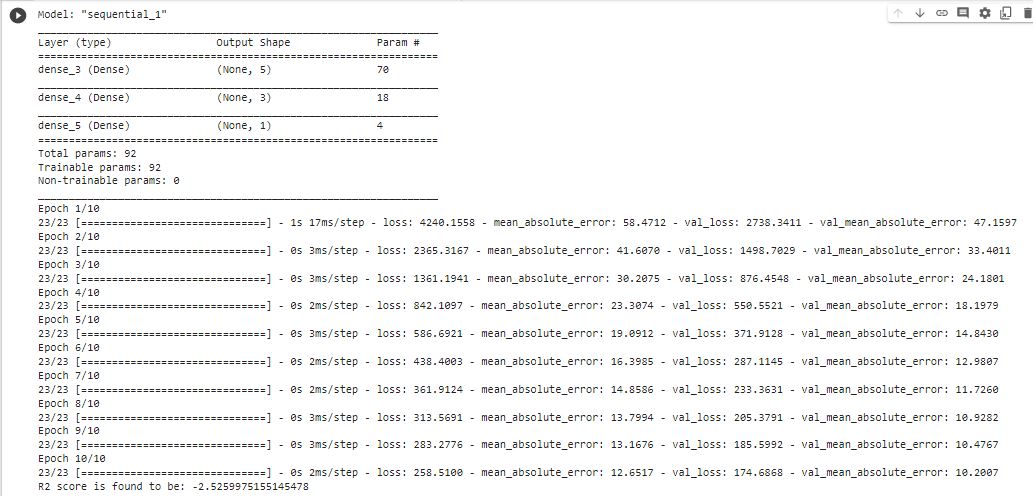 Model: "sequential_1"
Layer (type) Output Shape Param #
dense_3 (Dense) (None, 5) 70
dense_4 (Dense) (None, 3) 18
dense_5 (Dense) (None, 1) 4
Total params: 92
Trainable params: 92
Non-trainable params: 0
Epoch 1/10
23/23 [==============================] - 1s 17ms/step - loss: 4240.1558 - mean_absolute_error: 58.4712 - val_loss: 2738.3411 - val_mean_absolute_error: 47.1597
Epoch 2/10
23/23 [==============================] - 0s 3ms/step - loss: 2365.3167 - mean_absolute_error: 41.6070 - val_loss: 1498.7029 - val_mean_absolute_error: 33.4011
Epoch 3/10
23/23 [==============================] - 0s 3ms/step - loss: 1361.1941 - mean_absolute_error: 30.2075 - val_loss: 876.4548 - val_mean_absolute_error: 24.1801
Epoch 4/10
23/23 [==============================] - 0s 2ms/step - loss: 842.1097 - mean_absolute_error: 23.3074 - val_loss: 550.5521 - val_mean_absolute_error: 18.1979
Epoch 5/10
23/23 [==============================] - 0s 3ms/step - loss: 586.6921 - mean_absolute_error: 19.0912 - val_loss: 371.9128 - val_mean_absolute_error: 14.8430
Epoch 6/10
23/23 [==============================] - 0s 2ms/step - loss: 438.4003 - mean_absolute_error: 16.3985 - val_loss: 287.1145 - val_mean_absolute_error: 12.9807
Epoch 7/10
23/23 [==============================] - 0s 2ms/step - loss: 361.9124 - mean_absolute_error: 14.8586 - val_loss: 233.3631 - val_mean_absolute_error: 11.7260
Epoch 8/10
23/23 [==============================] - 0s 3ms/step - loss: 313.5691 - mean_absolute_error: 13.7994 - val_loss: 205.3791 - val_mean_absolute_error: 10.9282
Epoch 9/10
23/23 [==============================] - 0s 3ms/step - loss: 283.2776 - mean_absolute_error: 13.1676 - val_loss: 185.5992 - val_mean_absolute_error: 10.4767
Epoch 10/10
23/23 [==============================] - 0s 2ms/step - loss: 258.5100 - mean_absolute_error: 12.6517 - val_loss: 174.6868 - val_mean_absolute_error: 10.2007
R2 score is found to be: -2.5259975155145478